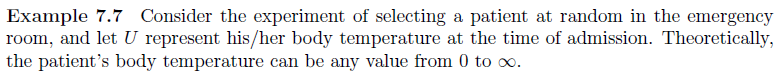 Example 7.7 Consider the experiment of selecting a patient at random in the emergency
room, and let U represent his/her body temperature at the time of admission. Theoretically,
the patient's body temperature can be any value from 0 to ∞.